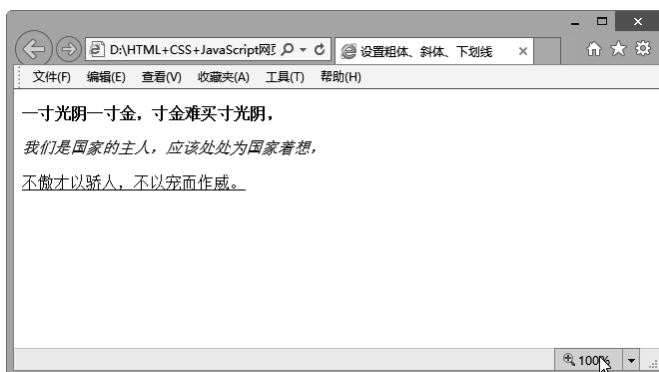 D:\HTML+CSS+JavaScript网页 设置粗体、斜体、下划线
文件(F) 编辑(E) 查看(V) 收藏夹(A) 工具(T) 帮助(H)
一寸光阴一寸金，寸金难买寸光阴，
我们是国家的主人，应该处处为国家着想，
不傲才以骄人，不以宠而作威。
100%